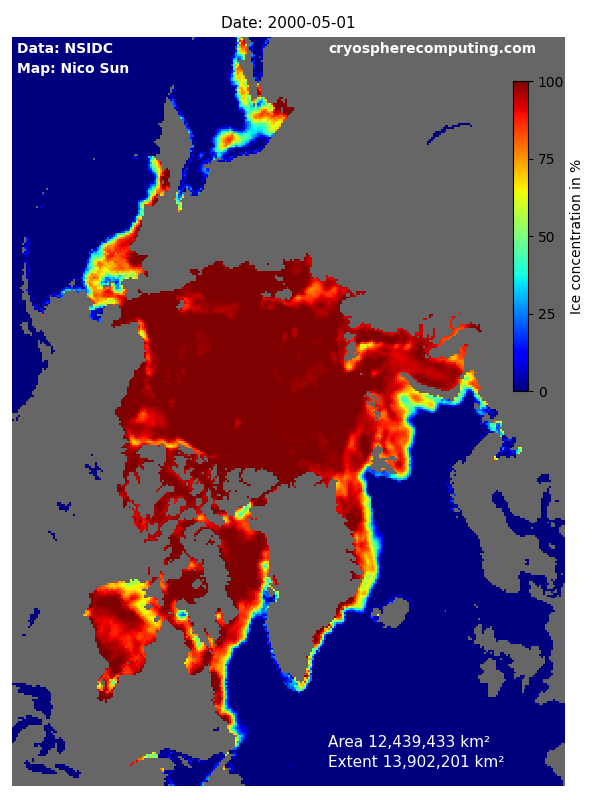 Date: 2000-05-01
Data: NSIDC
Map: Nico Sun
cryospherecomputing.com
100
75
50
25
0
Ice concentration in %
Area 12,439,433 km²
Extent 13,902,201 km²